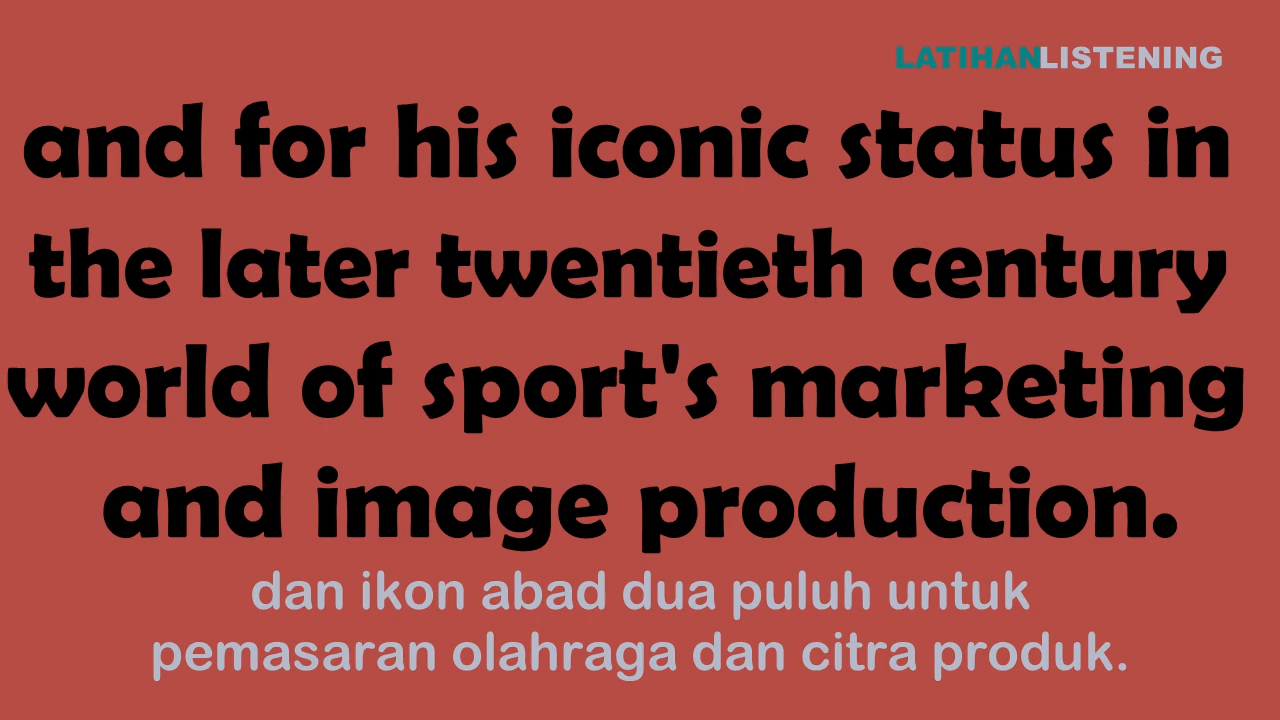 LATIHANLISTENING
and for his iconic status in
the later twentieth century
world of sport's marketing
and image production.
dan ikon abad dua puluh untuk
pemasaran olahraga dan citra produk.